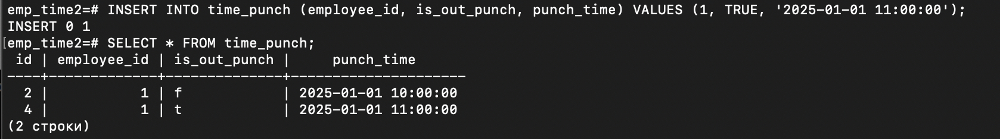 emp_time2=# INSERT INTO time_punch (employee_id, is_out_punch, punch_time) VALUES (1, TRUE, '2025-01-01 11:00:00');
INSERT 0 1
[emp_time2=# SELECT * FROM time_punch;
 id | employee_id | is_out_punch |     punch_time
----+-------------+--------------+---------------------
  2 |           1 | f            | 2025-01-01 10:00:00
  4 |           1 | t            | 2025-01-01 11:00:00
(2 строки)